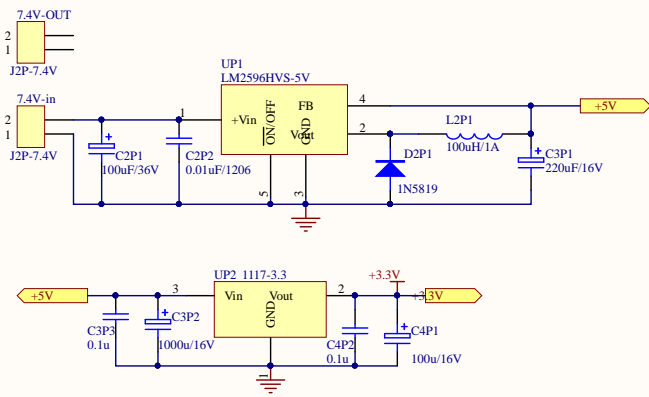 7.4V-OUT
2
1
J2P-7.4V
7.4V-in
2
1
J2P-7.4V
C2P1
100uF/36V
1
C2P2
0.01uF/1206
UP1
LM2596HVS-5V
+Vin
ON/OFF
GND
FB
Vout
4
2
5
3
D2P1
1N5819
L2P1
100uH/1A
+5V
C3P1
220uF/16V
+5V
C3P3
0.1u
C3P2
1000u/16V
3
UP2 1117-3.3
Vin
Vout
GND
1
2
+3.3V
+3.3V
C4P2
0.1u
C4P1
100u/16V